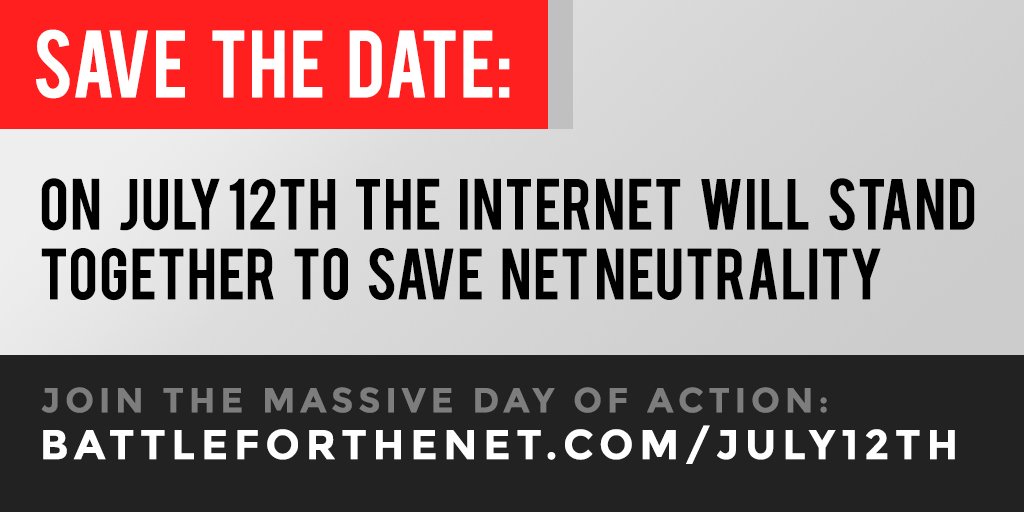 SAVE THE DATE:
ON JULY 12TH THE INTERNET WILL STAND
TOGETHER TO SAVE NET NEUTRALITY
JOIN THE MASSIVE DAY OF ACTION:
BATTLEFORTHENET.COM/JULY12TH